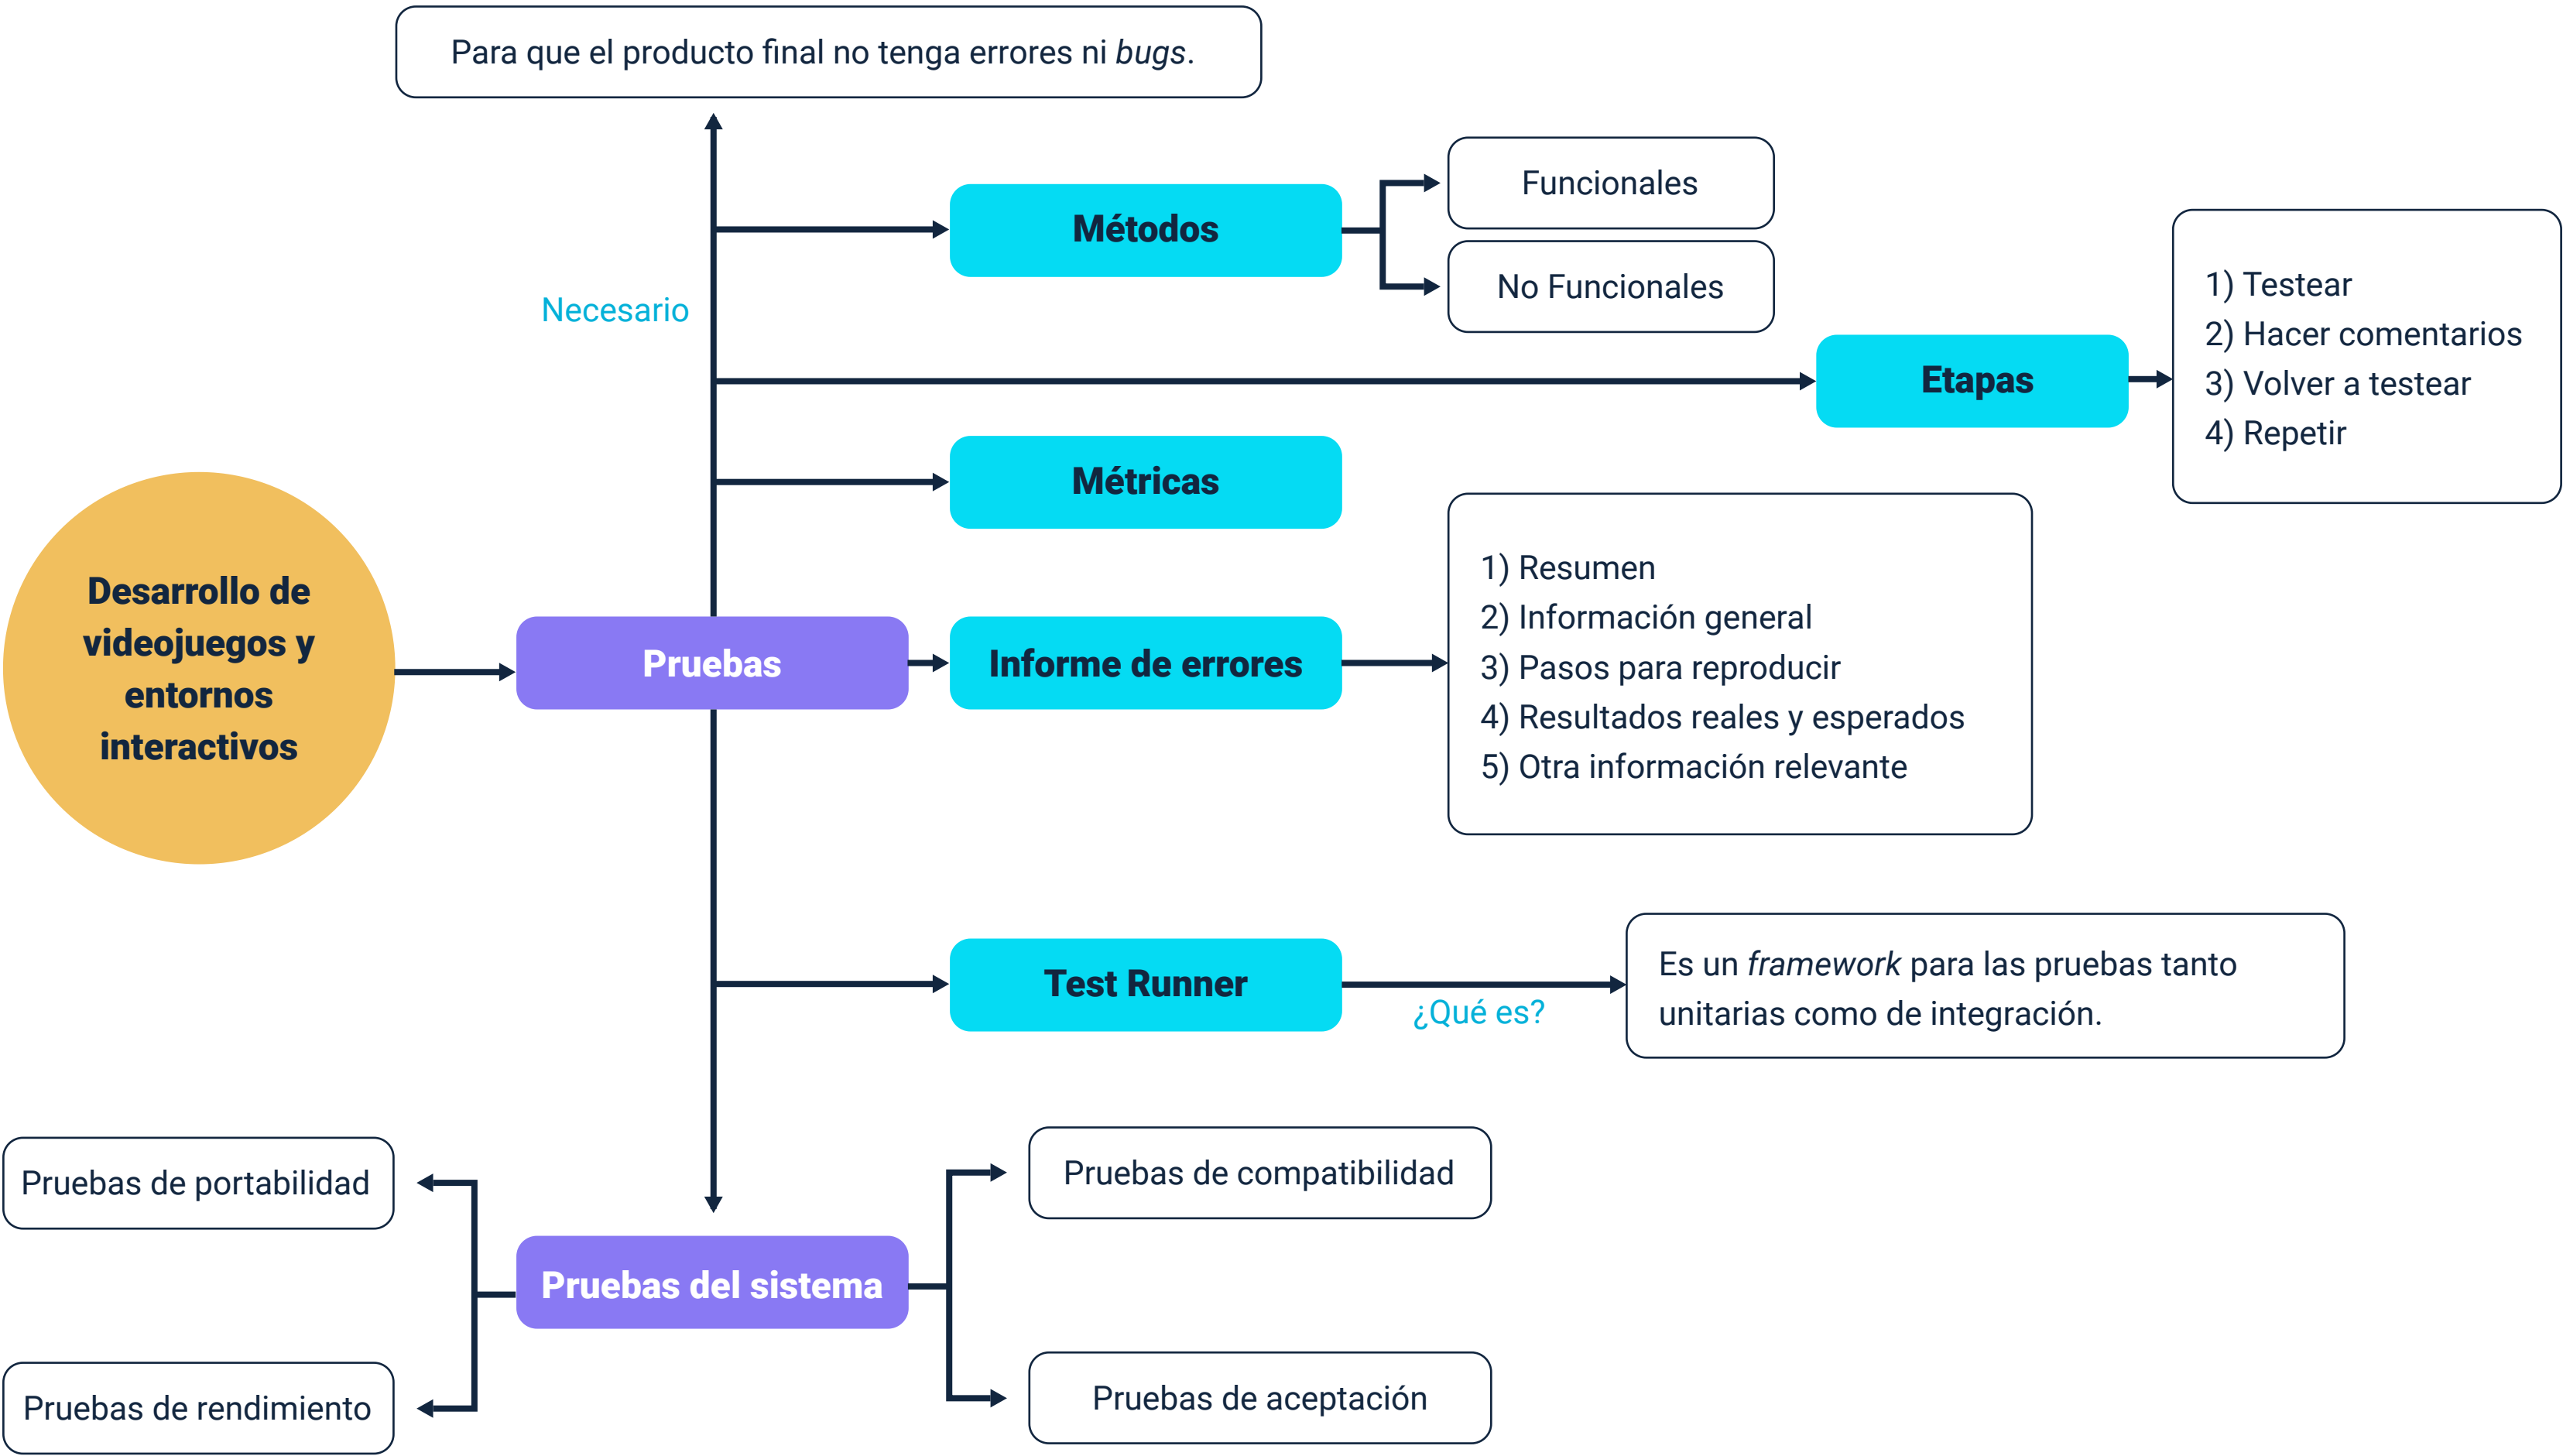 Para que el producto final no tenga errores ni bugs.
Métodos
Funcionales
No Funcionales
Necesario
Etapas
1) Testear
2) Hacer comentarios
3) Volver a testear
4) Repetir
Métricas
Desarrollo de
videojuegos y
entornos
interactivos
Pruebas
Informe de errores
1) Resumen
2) Información general
3) Pasos para reproducir
4) Resultados reales y esperados
5) Otra información relevante
Test Runner
¿Qué es?
Es un framework para las pruebas tanto
unitarias como de integración.
Pruebas de portabilidad
Pruebas de rendimiento
Pruebas del sistema
Pruebas de compatibilidad
Pruebas de aceptación